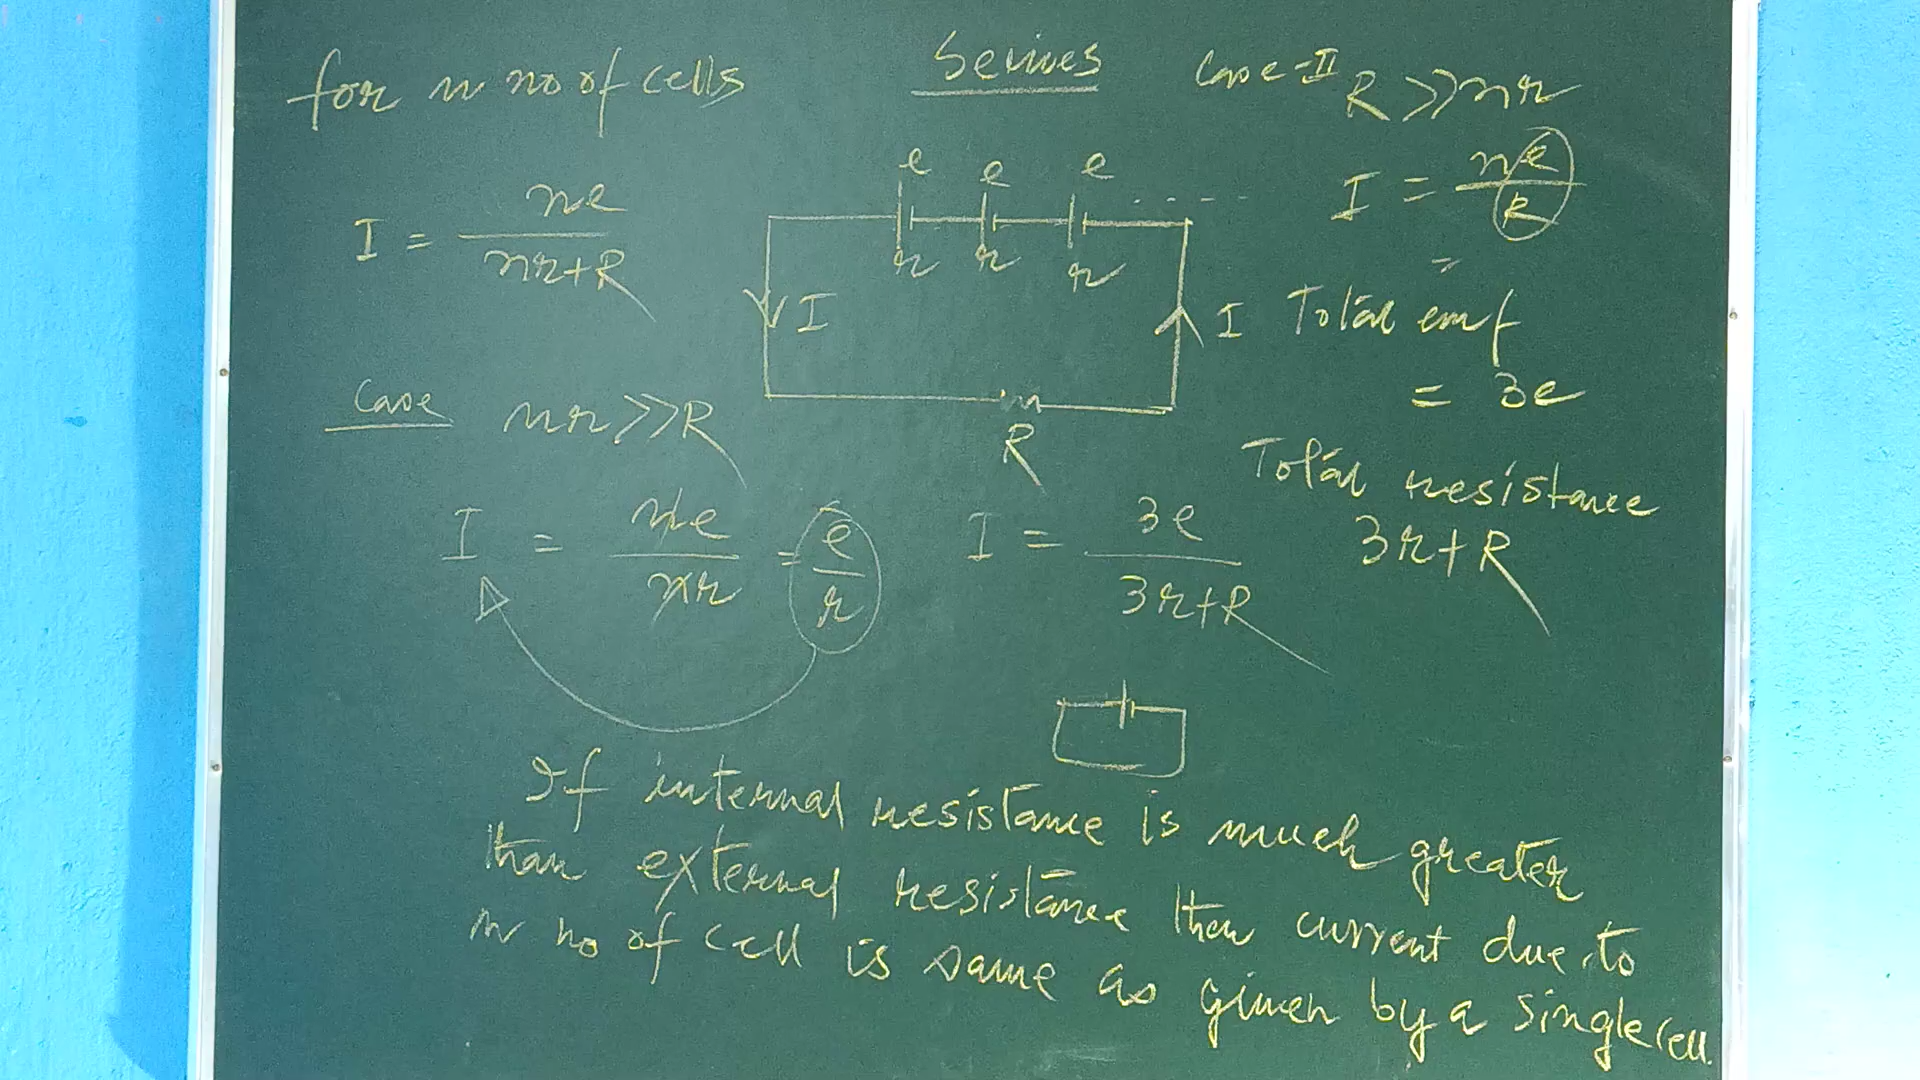 for n no of cells
Series
Case-II R >> nr
I = ne / nr+R
e e e
r r r
I
R
I
I = ne / R
=
Total emf
= 3e
Total resistance
3r+R
Case nr >> R
I = ne / nr = e / r
I = 3e / 3r+R
If internal resistance is much greater
than external resistance then current due to
n no of cell is same as given by a single cell.